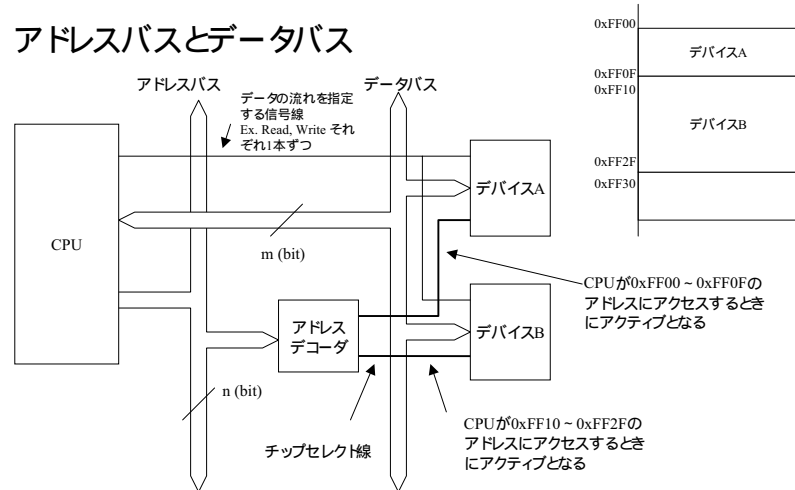 アドレスバスとデータバス
アドレスバス
データの流れを指定
する信号線
Ex. Read, Write それ
ぞれ1本ずつ
データバス
CPU
m (bit)
n (bit)
アドレス
デコーダ
デバイスA
デバイスB
チップセレクト線
CPUが0xFF00 ~ 0xFF0Fの
アドレスにアクセスするとき
にアクティブとなる
CPUが0xFF10 ~ 0xFF2Fの
アドレスにアクセスするとき
にアクティブとなる
0xFF00
デバイスA
0xFF0F
0xFF10
デバイスB
0xFF2F
0xFF30